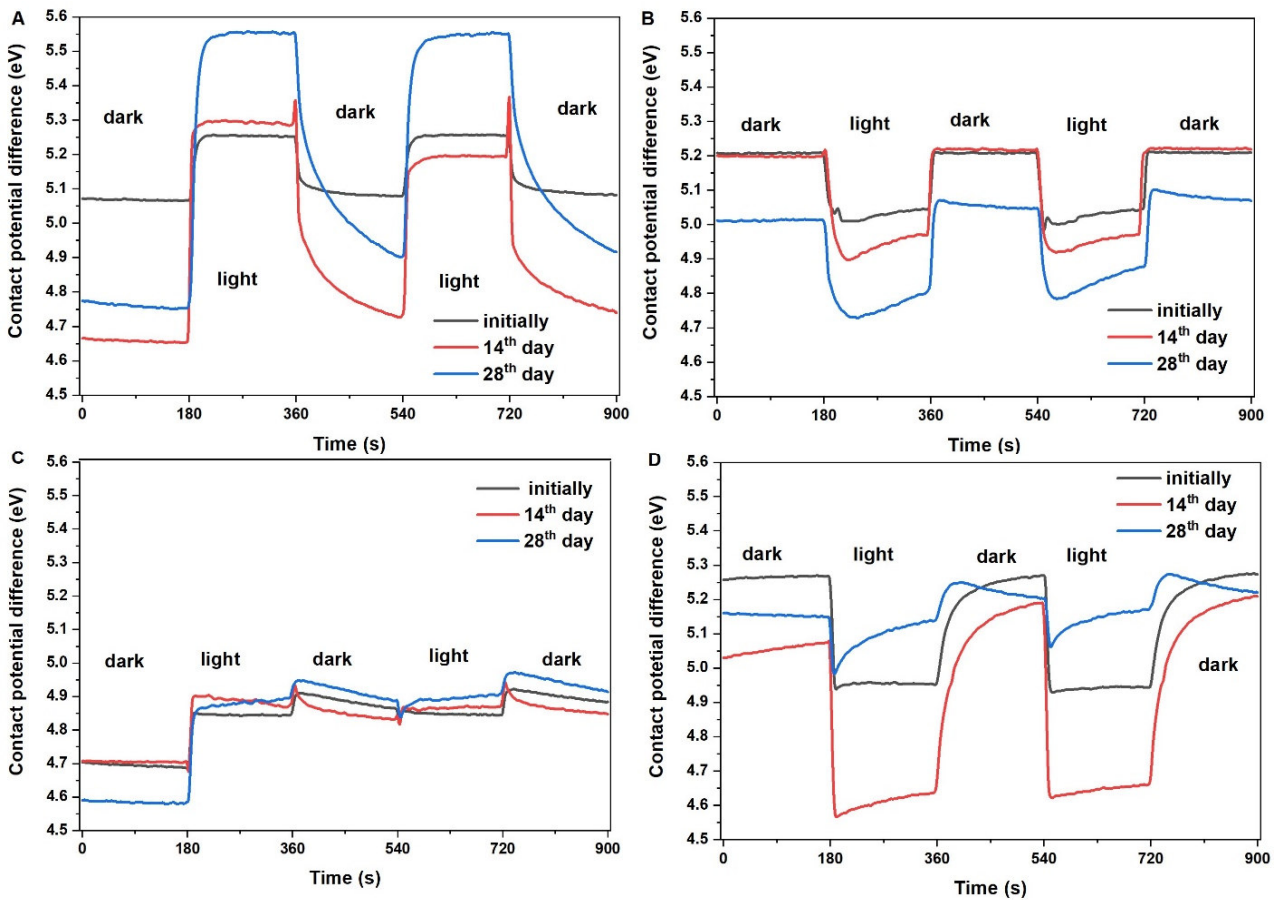 A
Contact potential difference (eV)
5.6
5.5
5.4
5.3
5.2
5.1
5.0
4.9
4.8
4.7
4.6
4.5
dark
dark
dark
light
light
initially
14th day
28th day
0 180 360 540 720 900
Time (s)
B
Contact potential difference (eV)
5.6
5.5
5.4
5.3
5.2
5.1
5.0
4.9
4.8
4.7
4.6
4.5
dark light dark light dark
initially
14th day
28th day
0 180 360 540 720 900
Time (s)
C
Contact potetial difference (eV)
5.6
5.5
5.4
5.3
5.2
5.1
5.0
4.9
4.8
4.7
4.6
4.5
initially
14th day
28th day
dark light dark light dark
0 180 360 540 720 900
Time (s)
D
Contact potential difference (eV)
5.6
5.5
5.4
5.3
5.2
5.1
5.0
4.9
4.8
4.7
4.6
4.5
initially
14th day
28th day
dark light dark light
dark
0 180 360 540 720 900
Time (s)